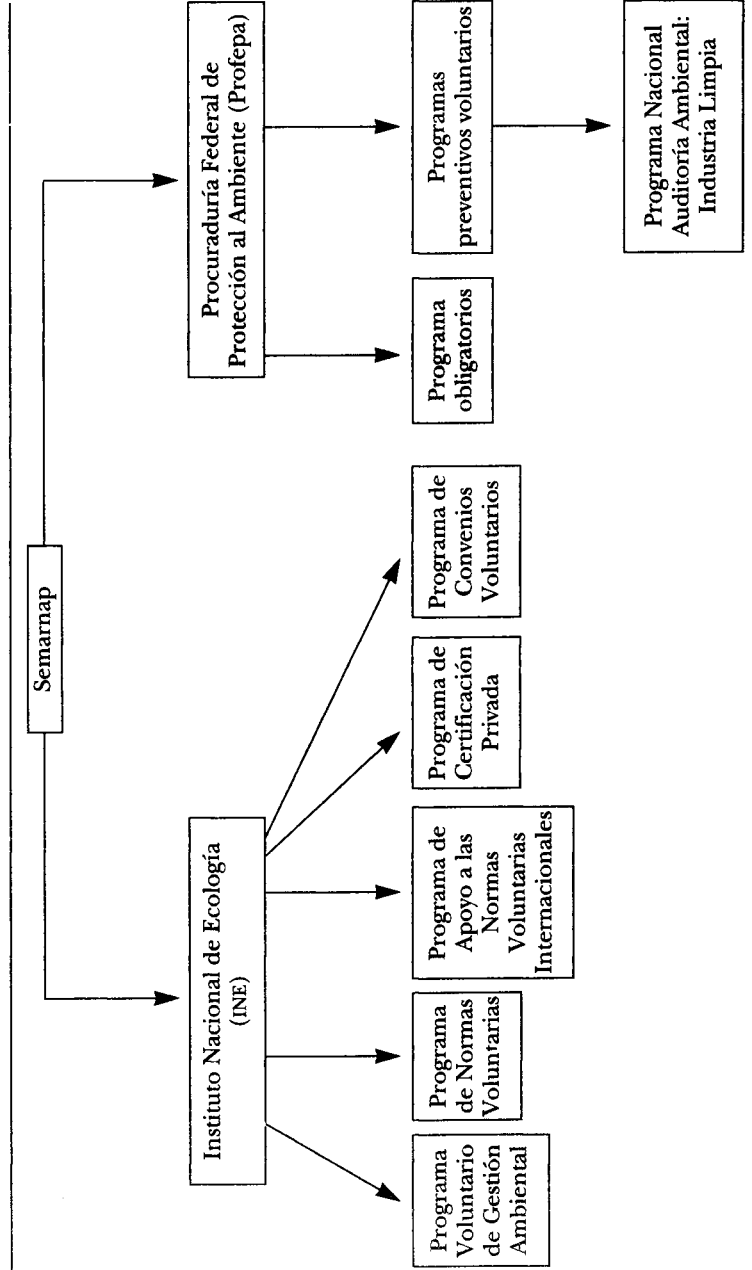 Semarnap
Instituto Nacional de Ecología
(INE)
Procuraduría Federal de
Protección al Ambiente (Profepa)
Programa
Voluntario
de Gestión
Ambiental
Programa
de Normas
Voluntarias
Programa de
Apoyo a las
Normas
Voluntarias
Internacionales
Programa de
Certificación
Privada
Programa de
Convenios
Voluntarios
Programa
obligatorios
Programas
preventivos voluntarios
Programa Nacional
Auditoría Ambiental:
Industria Limpia